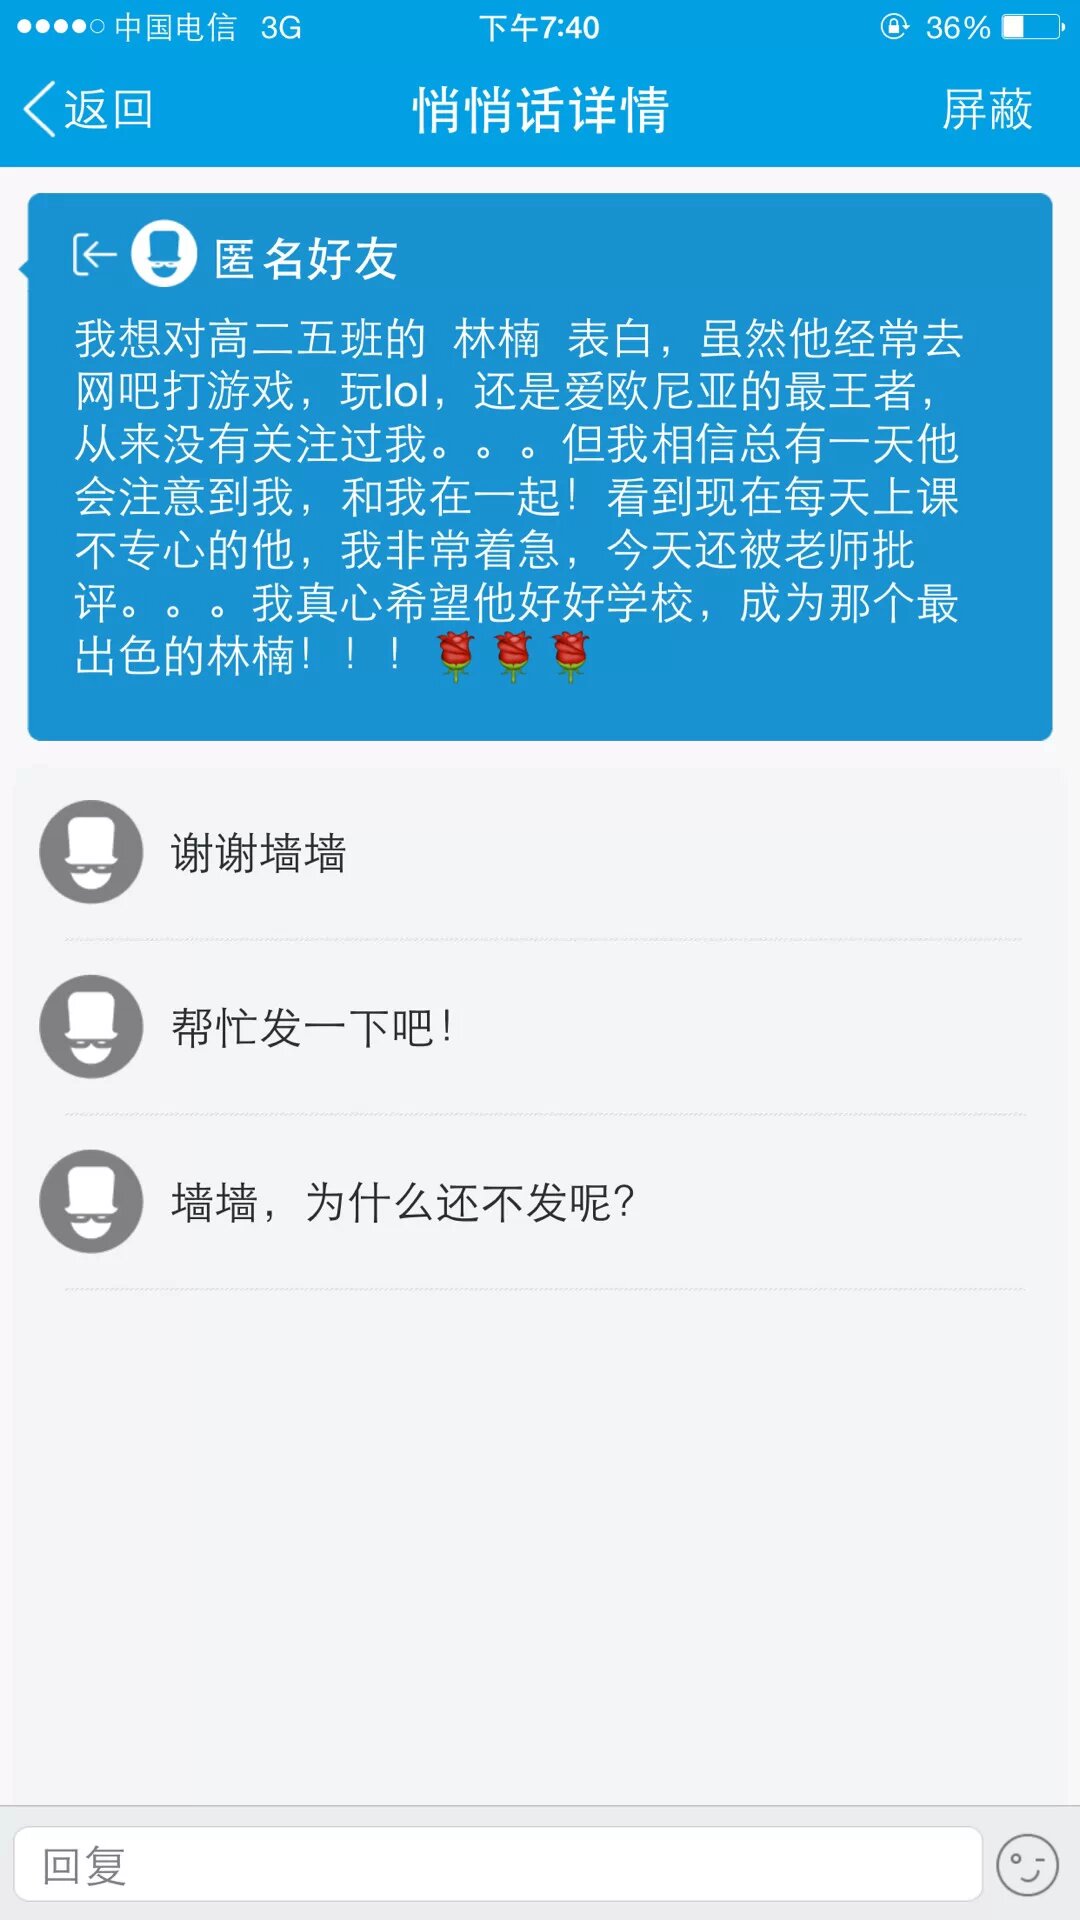 中国电信 3G 下午7:40 36%
返回 悄悄话详情 屏蔽
匿名好友
我想对高二五班的 林楠 表白，虽然他经常去
网吧打游戏，玩lol，还是爱欧尼亚的最王者，
从来没有关注过我。。。但我相信总有一天他
会注意到我，和我在一起！看到现在每天上课
不专心的他，我非常着急，今天还被老师批
评。。。我真心希望他好好学校，成为那个最
出色的林楠！！！🌹🌹🌹
谢谢墙墙
帮忙发一下吧！
墙墙，为什么还不发呢？
回复